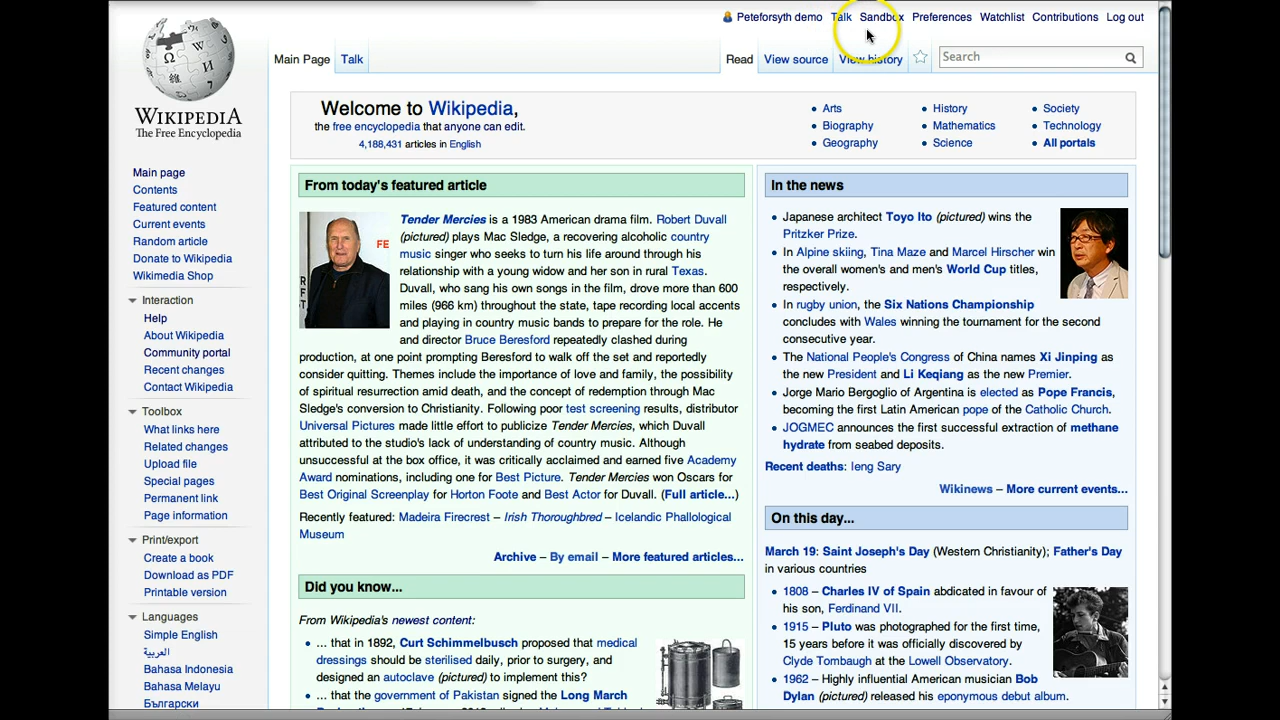 Peteforsyth demo Talk Sandbox Preferences Watchlist Contributions Log out
Main Page Talk Read View source View history Search
WIKIPEDIA
The Free Encyclopedia
Welcome to Wikipedia,
the free encyclopedia that anyone can edit.
4,188,431 articles in English
Arts
Biography
Geography
History
Mathematics
Science
Society
Technology
All portals
Main page
Contents
Featured content
Current events
Random article
Donate to Wikipedia
Wikimedia Shop
Interaction
Help
About Wikipedia
Community portal
Recent changes
Contact Wikipedia
Toolbox
What links here
Related changes
Upload file
Special pages
Permanent link
Page information
Print/export
Create a book
Download as PDF
Printable version
Languages
Simple English
العربية
Bahasa Indonesia
Bahasa Melayu
Български
From today's featured article
FE
Tender Mercies is a 1983 American drama film. Robert Duvall
(pictured) plays Mac Sledge, a recovering alcoholic country
music singer who seeks to turn his life around through his
relationship with a young widow and her son in rural Texas.
Duvall, who sang his own songs in the film, drove more than 600
miles (966 km) throughout the state, tape recording local accents
and playing in country music bands to prepare for the role. He
and director Bruce Beresford repeatedly clashed during
production, at one point prompting Beresford to walk off the set and reportedly
consider quitting. Themes include the importance of love and family, the possibility
of spiritual resurrection amid death, and the concept of redemption through Mac
Sledge's conversion to Christianity. Following poor test screening results, distributor
Universal Pictures made little effort to publicize Tender Mercies, which Duvall
attributed to the studio's lack of understanding of country music. Although
unsuccessful at the box office, it was critically acclaimed and earned five Academy
Award nominations, including one for Best Picture. Tender Mercies won Oscars for
Best Original Screenplay for Horton Foote and Best Actor for Duvall. (Full article...)
Recently featured: Madeira Firecrest – Irish Thoroughbred – Icelandic Phallological
Museum
Archive – By email – More featured articles...
Did you know...
From Wikipedia's newest content:
... that in 1892, Curt Schimmelbusch proposed that medical
dressings should be sterilised daily, prior to surgery, and
designed an autoclave (pictured) to implement this?
... that the government of Pakistan signed the Long March
In the news
Japanese architect Toyo Ito (pictured) wins the
Pritzker Prize.
In Alpine skiing, Tina Maze and Marcel Hirscher win
the overall women's and men's World Cup titles,
respectively.
In rugby union, the Six Nations Championship
concludes with Wales winning the tournament for the second
consecutive year.
The National People's Congress of China names Xi Jinping as
the new President and Li Keqiang as the new Premier.
Jorge Mario Bergoglio of Argentina is elected as Pope Francis,
becoming the first Latin American pope of the Catholic Church.
JOGMEC announces the first successful extraction of methane
hydrate from seabed deposits.
Recent deaths: Ieng Sary
Wikinews – More current events...
On this day...
March 19: Saint Joseph's Day (Western Christianity); Father's Day
in various countries
1808 – Charles IV of Spain abdicated in favour of
his son, Ferdinand VII.
1915 – Pluto was photographed for the first time,
15 years before it was officially discovered by
Clyde Tombaugh at the Lowell Observatory.
1962 – Highly influential American musician Bob
Dylan (pictured) released his eponymous debut album.